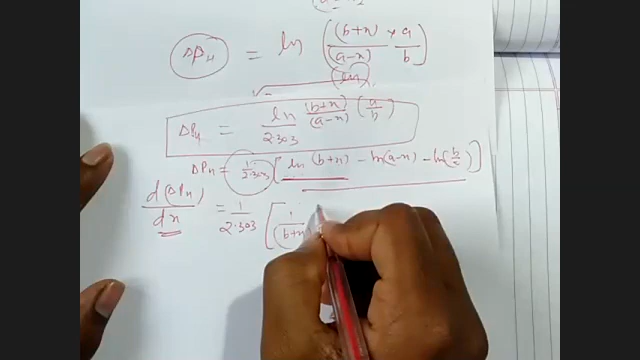 ΔpH = ln [ (b+x)/(a-x) × a/b ]
(ln)
ΔpH = ln/2.303 (b+x)/(a-x) (a/b)
ΔpH = 1/2.303 [ ln (b+x) - ln(a-x) - ln(b/a) ]
d(ΔpH)/dx = 1/2.303 [ 1/(b+x)